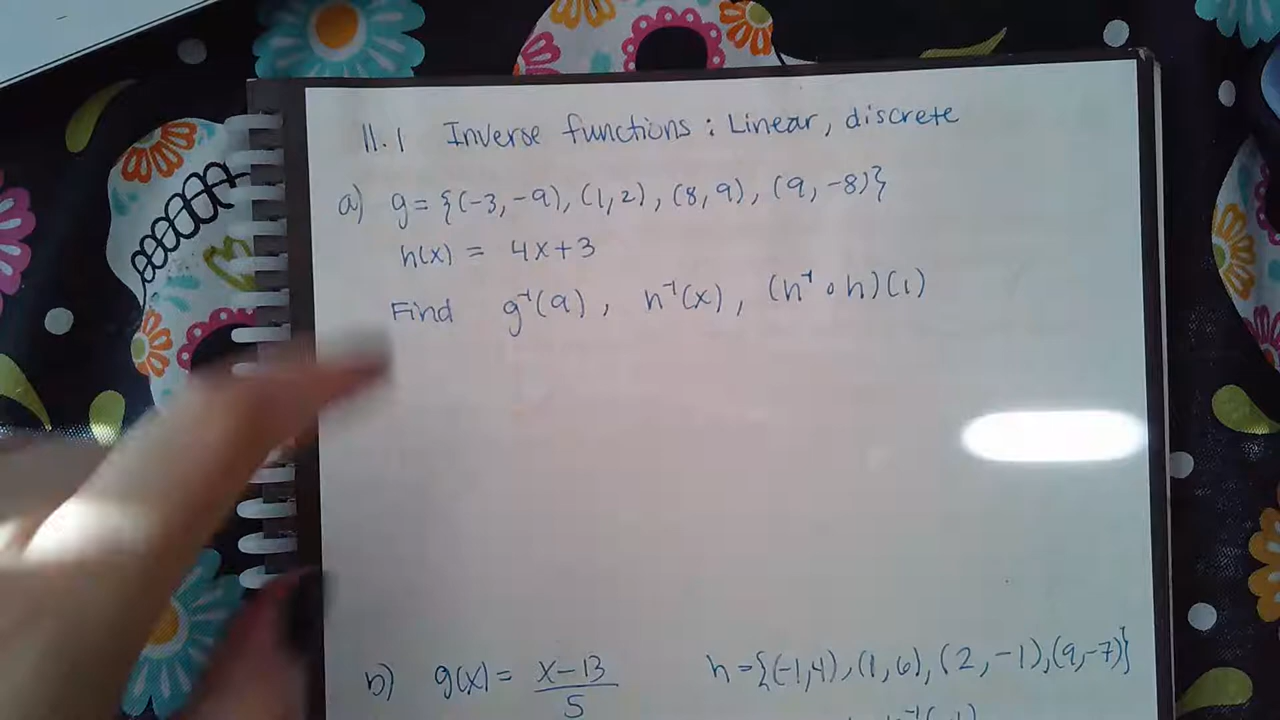 11.1 Inverse functions: Linear, discrete
a) g = {(-3, -9), (1, 2), (8, 9), (9, -8)}
h(x) = 4x+3
Find g⁻¹(9), h⁻¹(x), (h⁻¹ ∘ h)(1)
b) g(x) = (x-13)/5 h = {(-1,4), (1,6), (2, -1), (9,-7)}